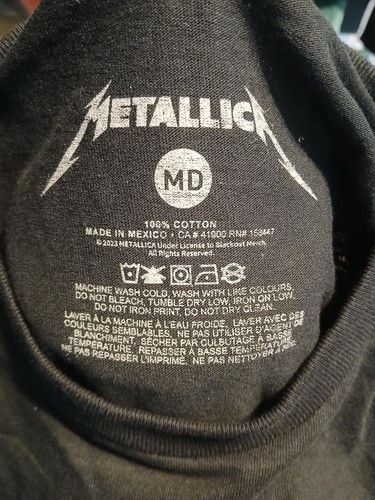 METALLICA
MD
100% COTTON
MADE IN MEXICO • CA# 41900 RN# 158447
© 2023 METALLICA Under License to Blackout Merch.
All Rights Reserved.
MACHINE WASH COLD, WASH WITH LIKE COLOURS,
DO NOT BLEACH, TUMBLE DRY LOW, IRON ON LOW,
DO NOT IRON PRINT, DO NOT DRY CLEAN.
LAVER À LA MACHINE À L'EAU FROIDE, LAVER AVEC DES
COULEURS SEMBLABLES, NE PAS UTILISER D'AGENT DE
BLANCHIMENT, SÉCHER PAR CULBUTAGE À BASSE
TEMPÉRATURE, REPASSER À BASSE TEMPÉRATURE,
NE PAS REPASSER L'IMPRIMÉ, NE PAS NETTOYER À